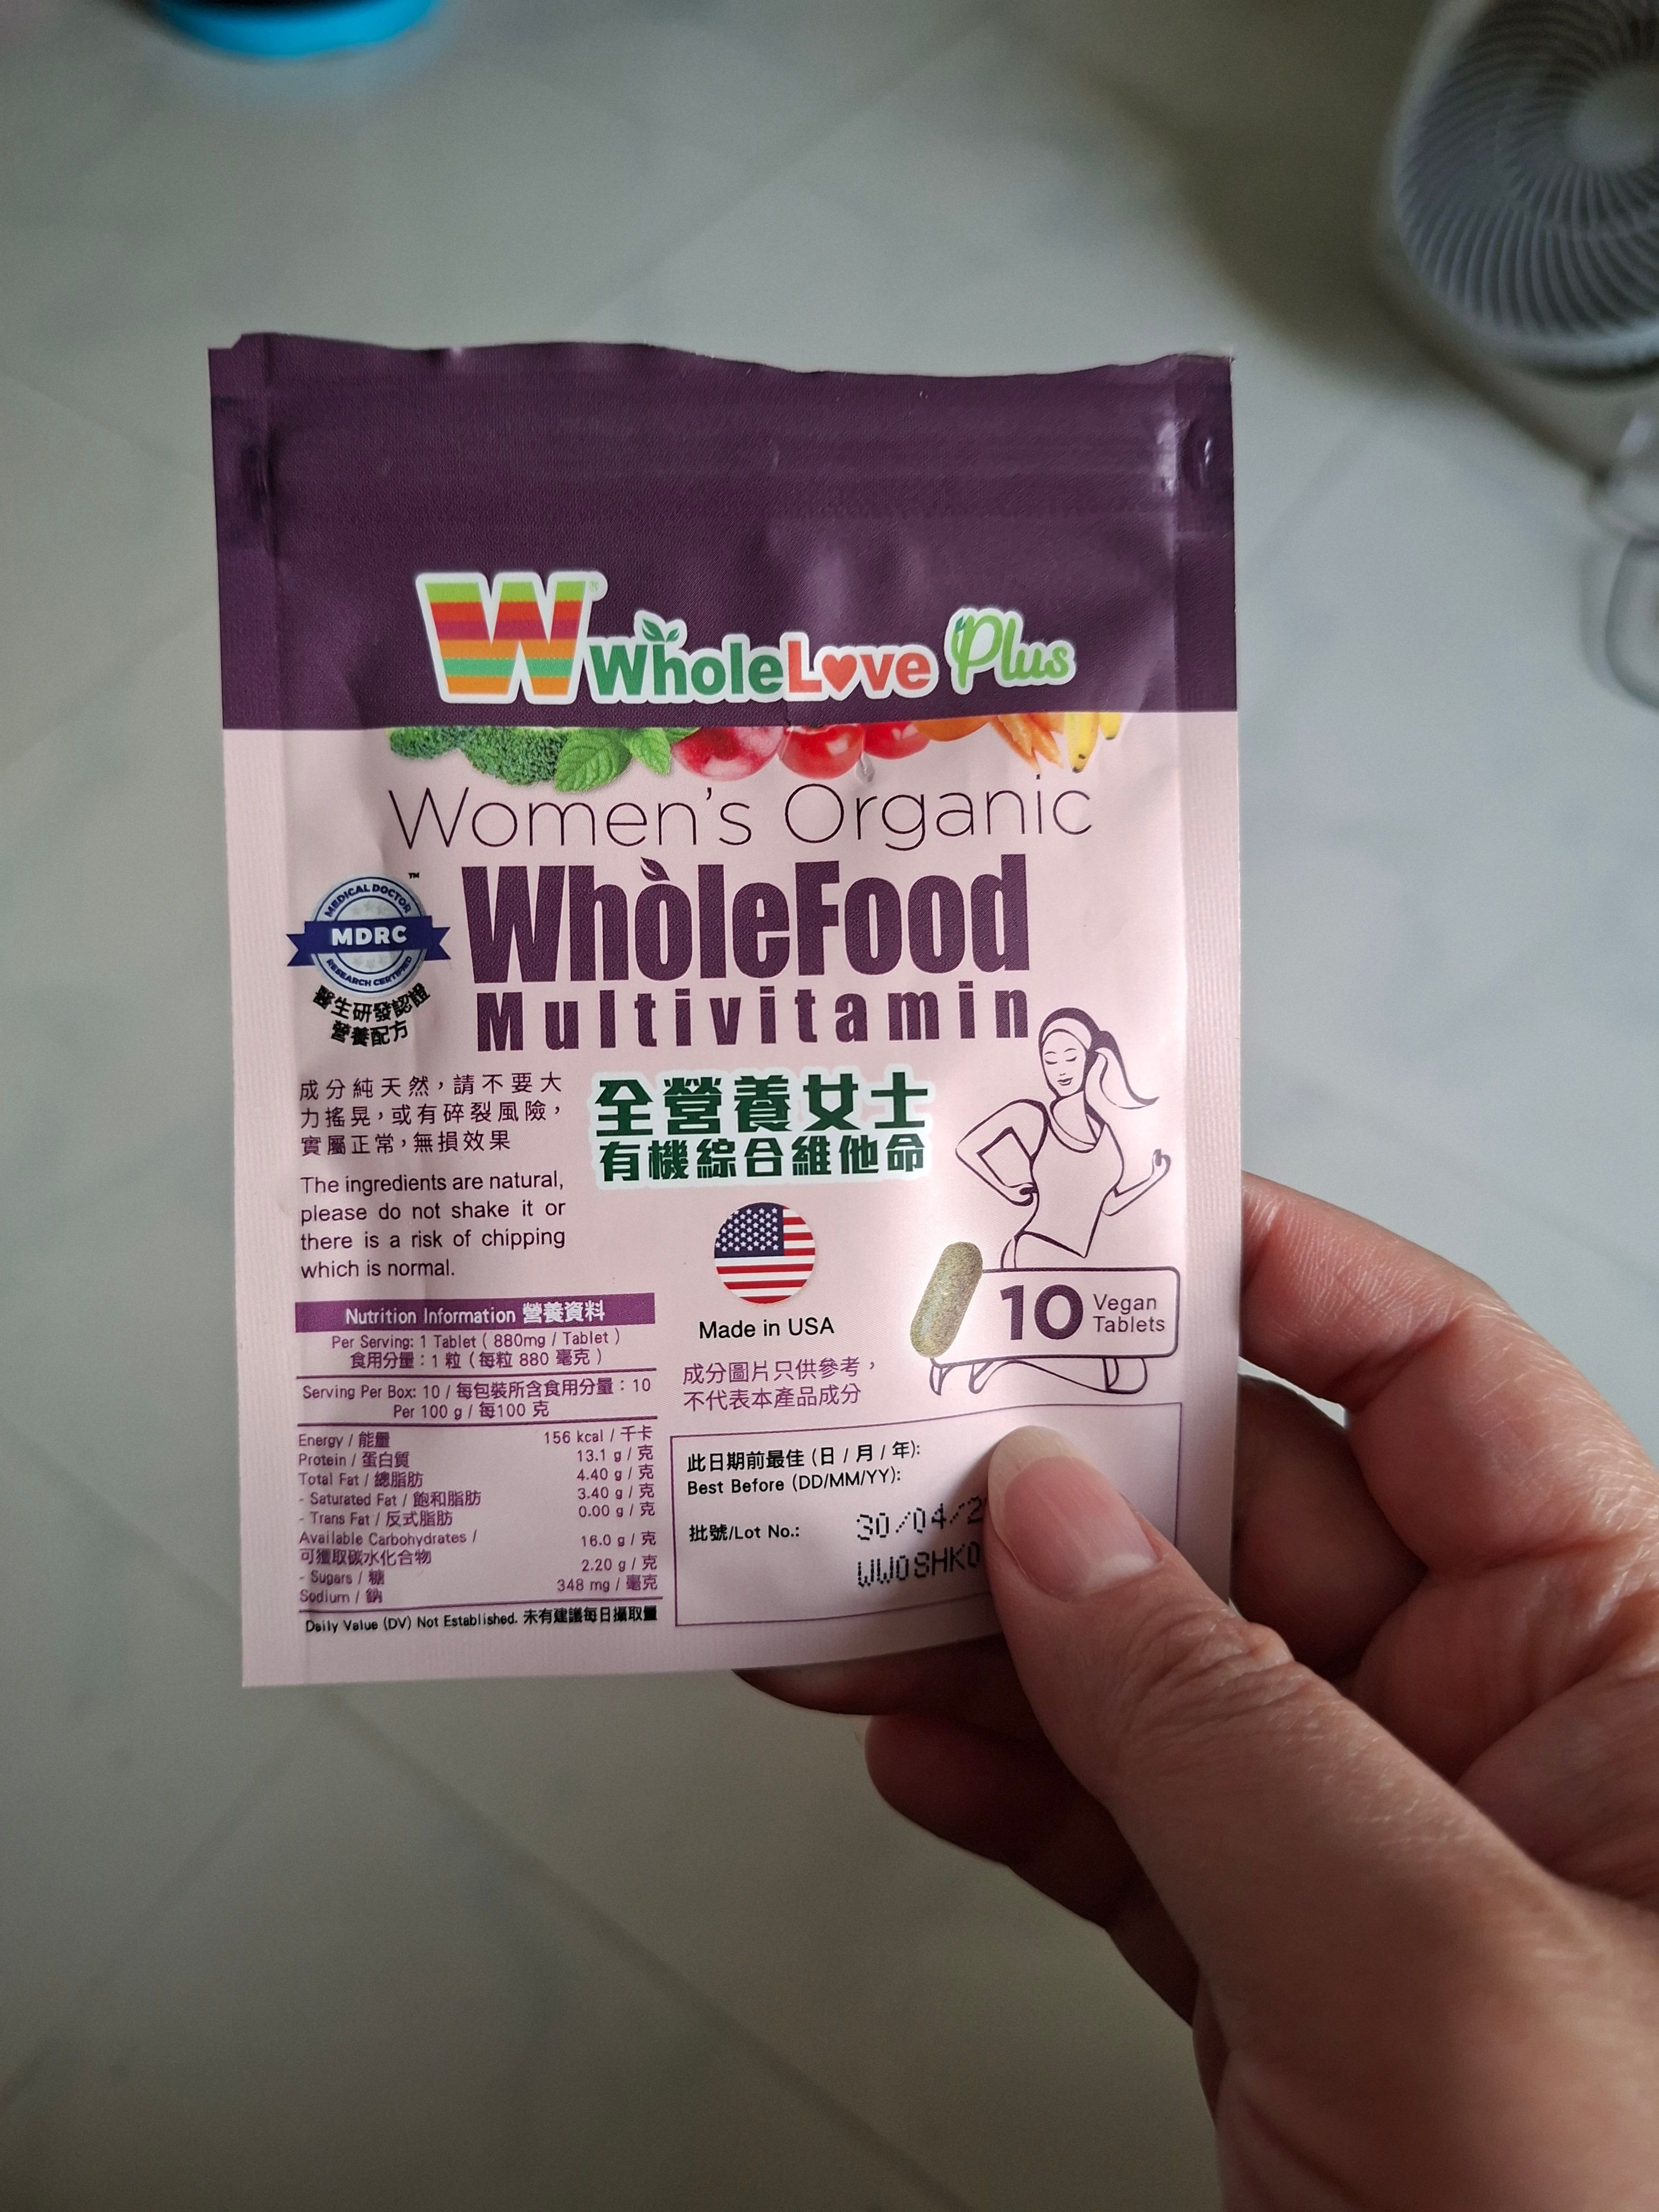 W®
WholeLove Plus
Women's Organic
WholeFood
Multivitamin
™
MEDICAL DOCTOR
MDRC
RESEARCH CERTIFIED
醫生研發認證
營養配方
全營養女士
有機綜合維他命
成分純天然，請不要大
力搖晃，或有碎裂風險，
實屬正常，無損效果
The ingredients are natural,
please do not shake it or
there is a risk of chipping
which is normal.
Made in USA
10 Vegan
Tablets
成分圖片只供參考，
不代表本產品成分
Nutrition Information 營養資料
Per Serving: 1 Tablet ( 880mg / Tablet )
食用分量：1 粒 ( 每粒 880 毫克 )
Serving Per Box: 10 / 每包裝所含食用分量：10
Per 100 g / 每100 克
Energy / 能量 156 kcal / 千卡
Protein / 蛋白質 13.1 g / 克
Total Fat / 總脂肪 4.40 g / 克
- Saturated Fat / 飽和脂肪 3.40 g / 克
- Trans Fat / 反式脂肪 0.00 g / 克
Available Carbohydrates /
可獲取碳水化合物 16.0 g / 克
- Sugars / 糖 2.20 g / 克
Sodium / 鈉 348 mg / 毫克
Daily Value (DV) Not Established. 未有建議每日攝取量
此日期前最佳 (日 / 月 / 年):
Best Before (DD/MM/YY):
30/04/2
批號/Lot No.:
WW08HK0